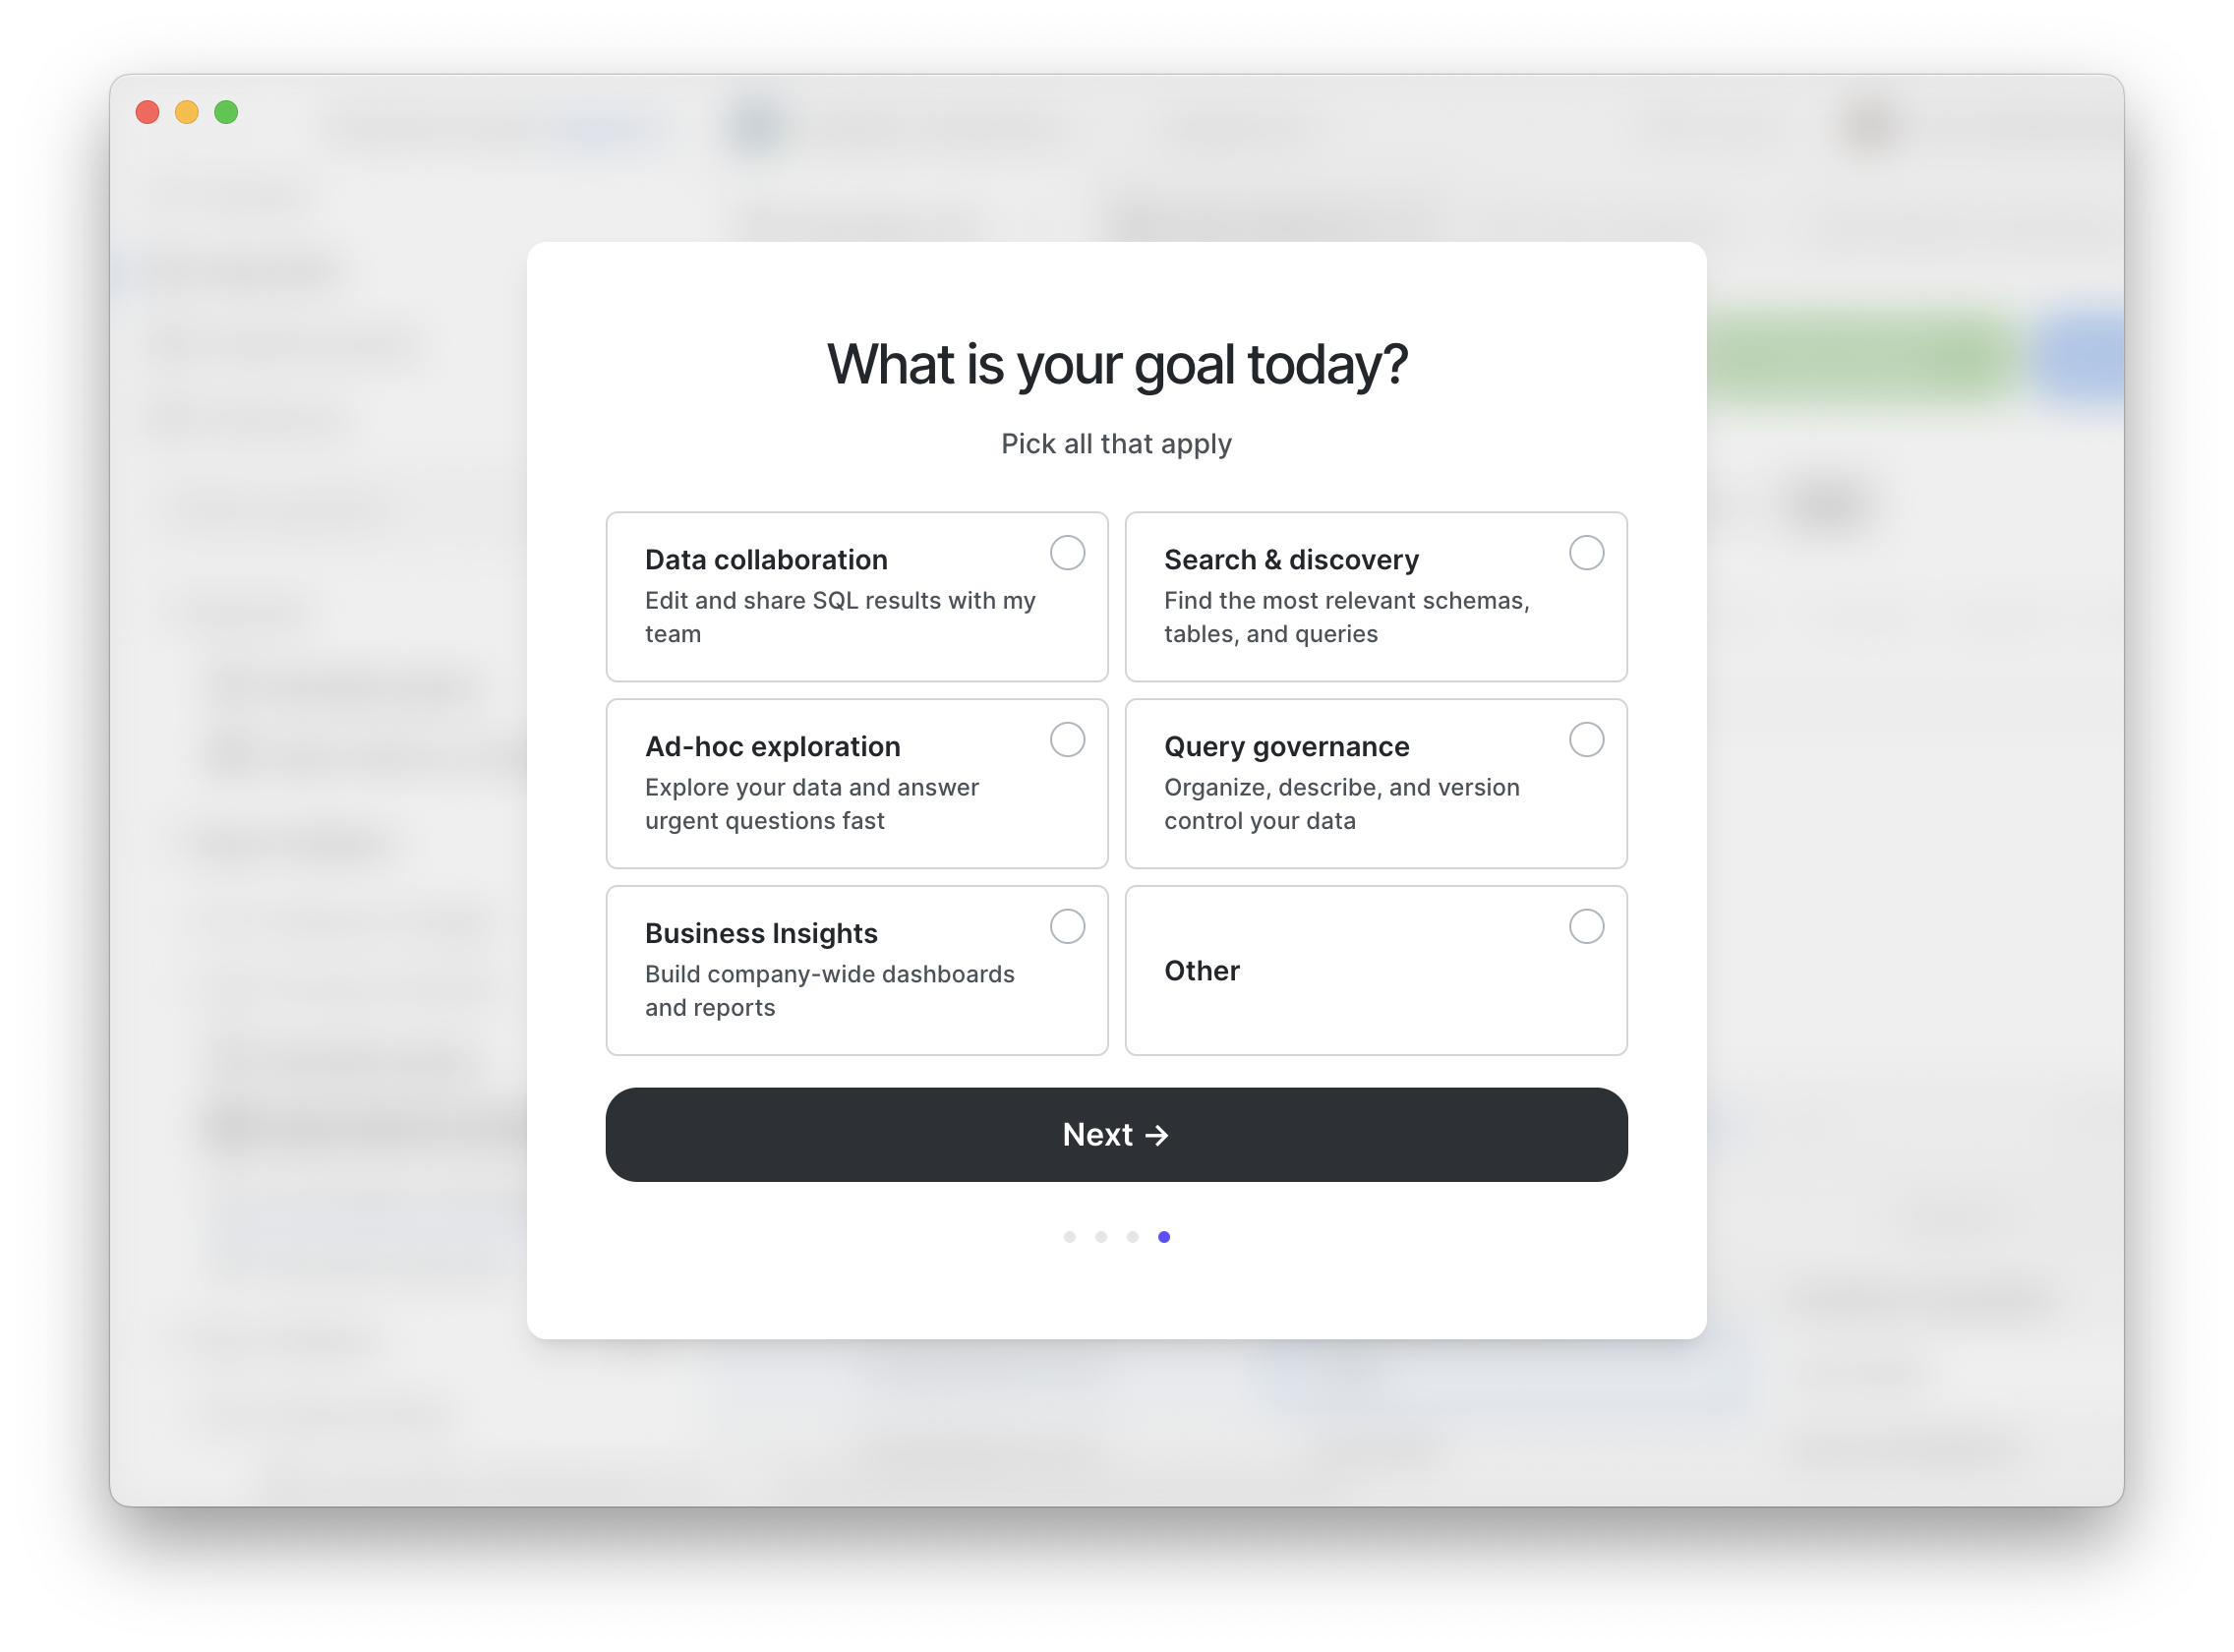 What is your goal today?
Pick all that apply
Data collaboration
Edit and share SQL results with my
team
Search & discovery
Find the most relevant schemas,
tables, and queries
Ad-hoc exploration
Explore your data and answer
urgent questions fast
Query governance
Organize, describe, and version
control your data
Business Insights
Build company-wide dashboards
and reports
Other
Next →